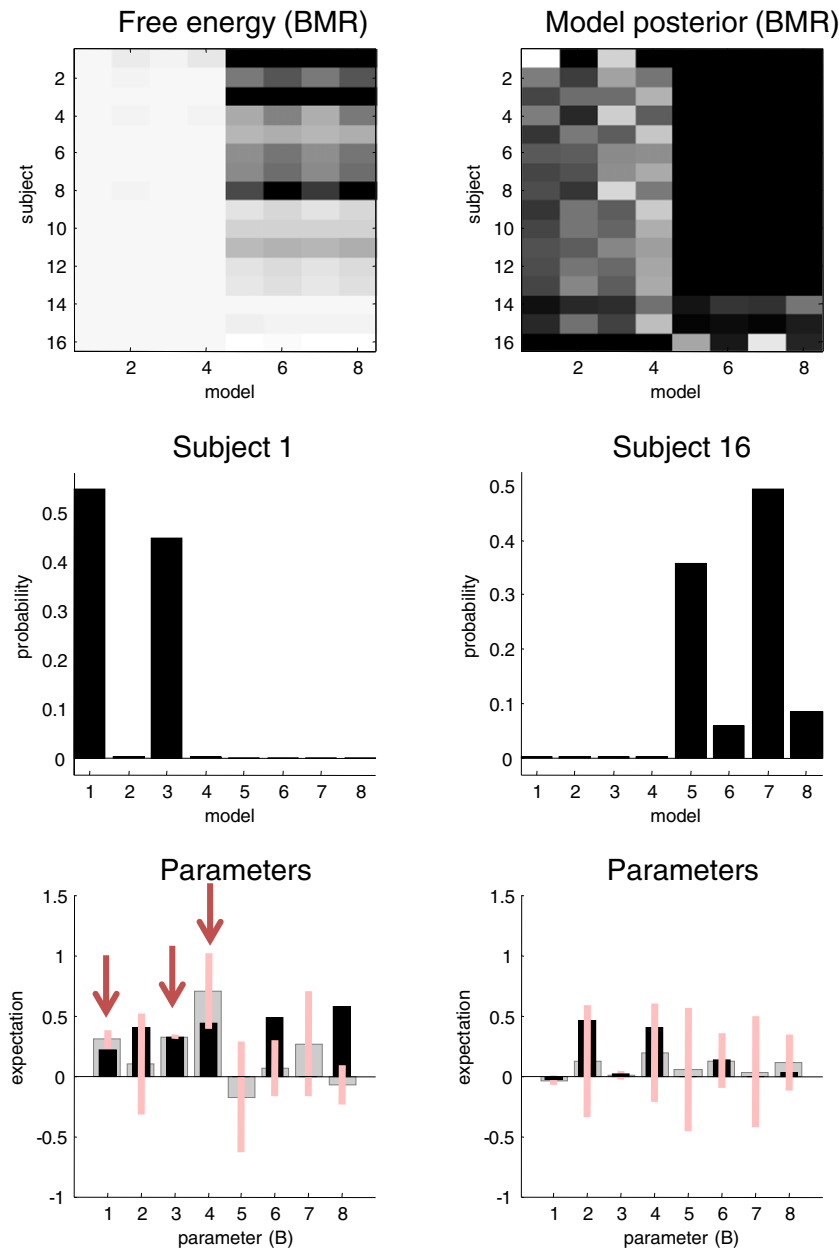 Free energy (BMR)
Model posterior (BMR)
subject
2
4
6
8
10
12
14
16
2 4 6 8
model
subject
2
4
6
8
10
12
14
16
2 4 6 8
model
Subject 1
probability
0.5
0.4
0.3
0.2
0.1
0
1 2 3 4 5 6 7 8
model
Subject 16
probability
0.5
0.4
0.3
0.2
0.1
0
1 2 3 4 5 6 7 8
model
Parameters
expectation
1.5
1
0.5
0
-0.5
-1
1 2 3 4 5 6 7 8
parameter (B)
Parameters
expectation
1.5
1
0.5
0
-0.5
-1
1 2 3 4 5 6 7 8
parameter (B)